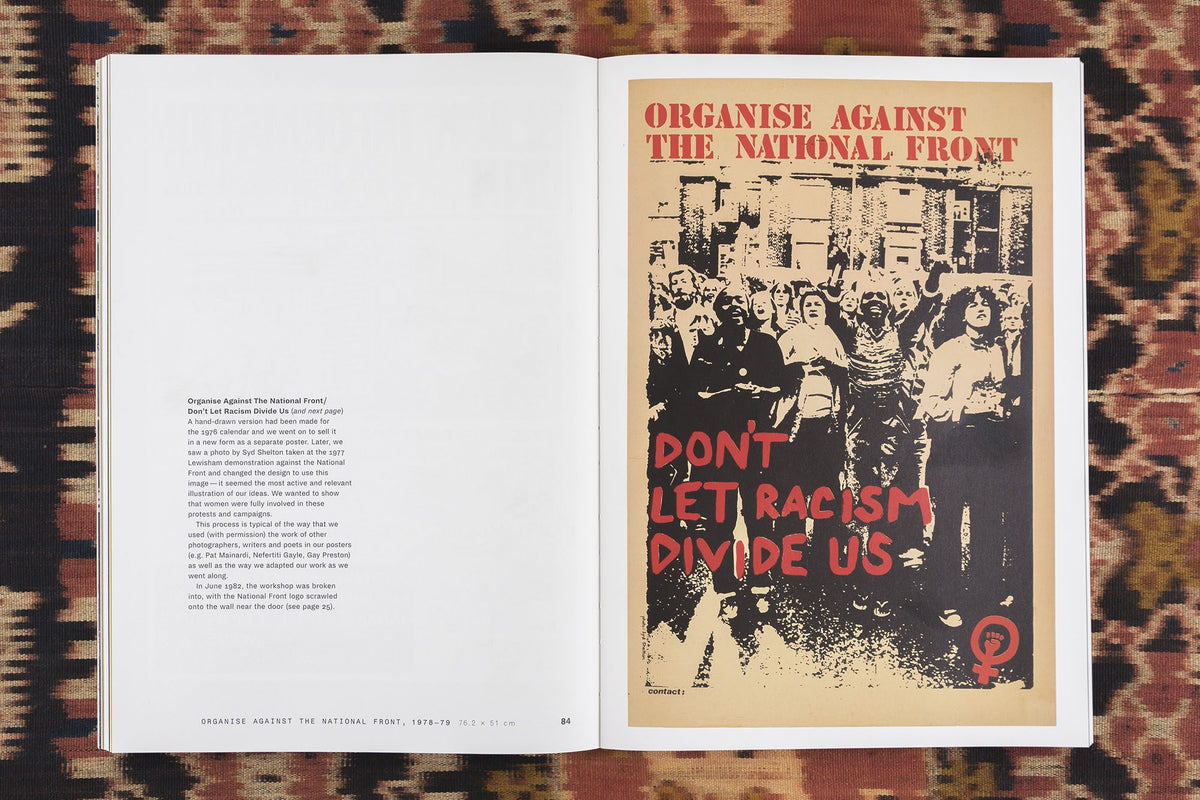 Organise Against The National Front/
Don't Let Racism Divide Us (and next page)
A hand-drawn version had been made for
the 1976 calendar and we went on to sell it
in a new form as a separate poster. Later, we
saw a photo by Syd Shelton taken at the 1977
Lewisham demonstration against the National
Front and changed the design to use this
image — it seemed the most active and relevant
illustration of our ideas. We wanted to show
that women were fully involved in these
protests and campaigns.
This process is typical of the way that we
used (with permission) the work of other
photographers, writers and poets in our posters
(e.g. Pat Mainardi, Nefertiti Gayle, Gay Preston)
as well as the way we adapted our work as we
went along.
In June 1982, the workshop was broken
into, with the National Front logo scrawled
onto the wall near the door (see page 25).
ORGANISE AGAINST THE NATIONAL FRONT, 1978–79 76.2 × 51 cm
84
ORGANISE AGAINST
THE NATIONAL FRONT
DON'T
LET RACISM
DIVIDE US
contact: